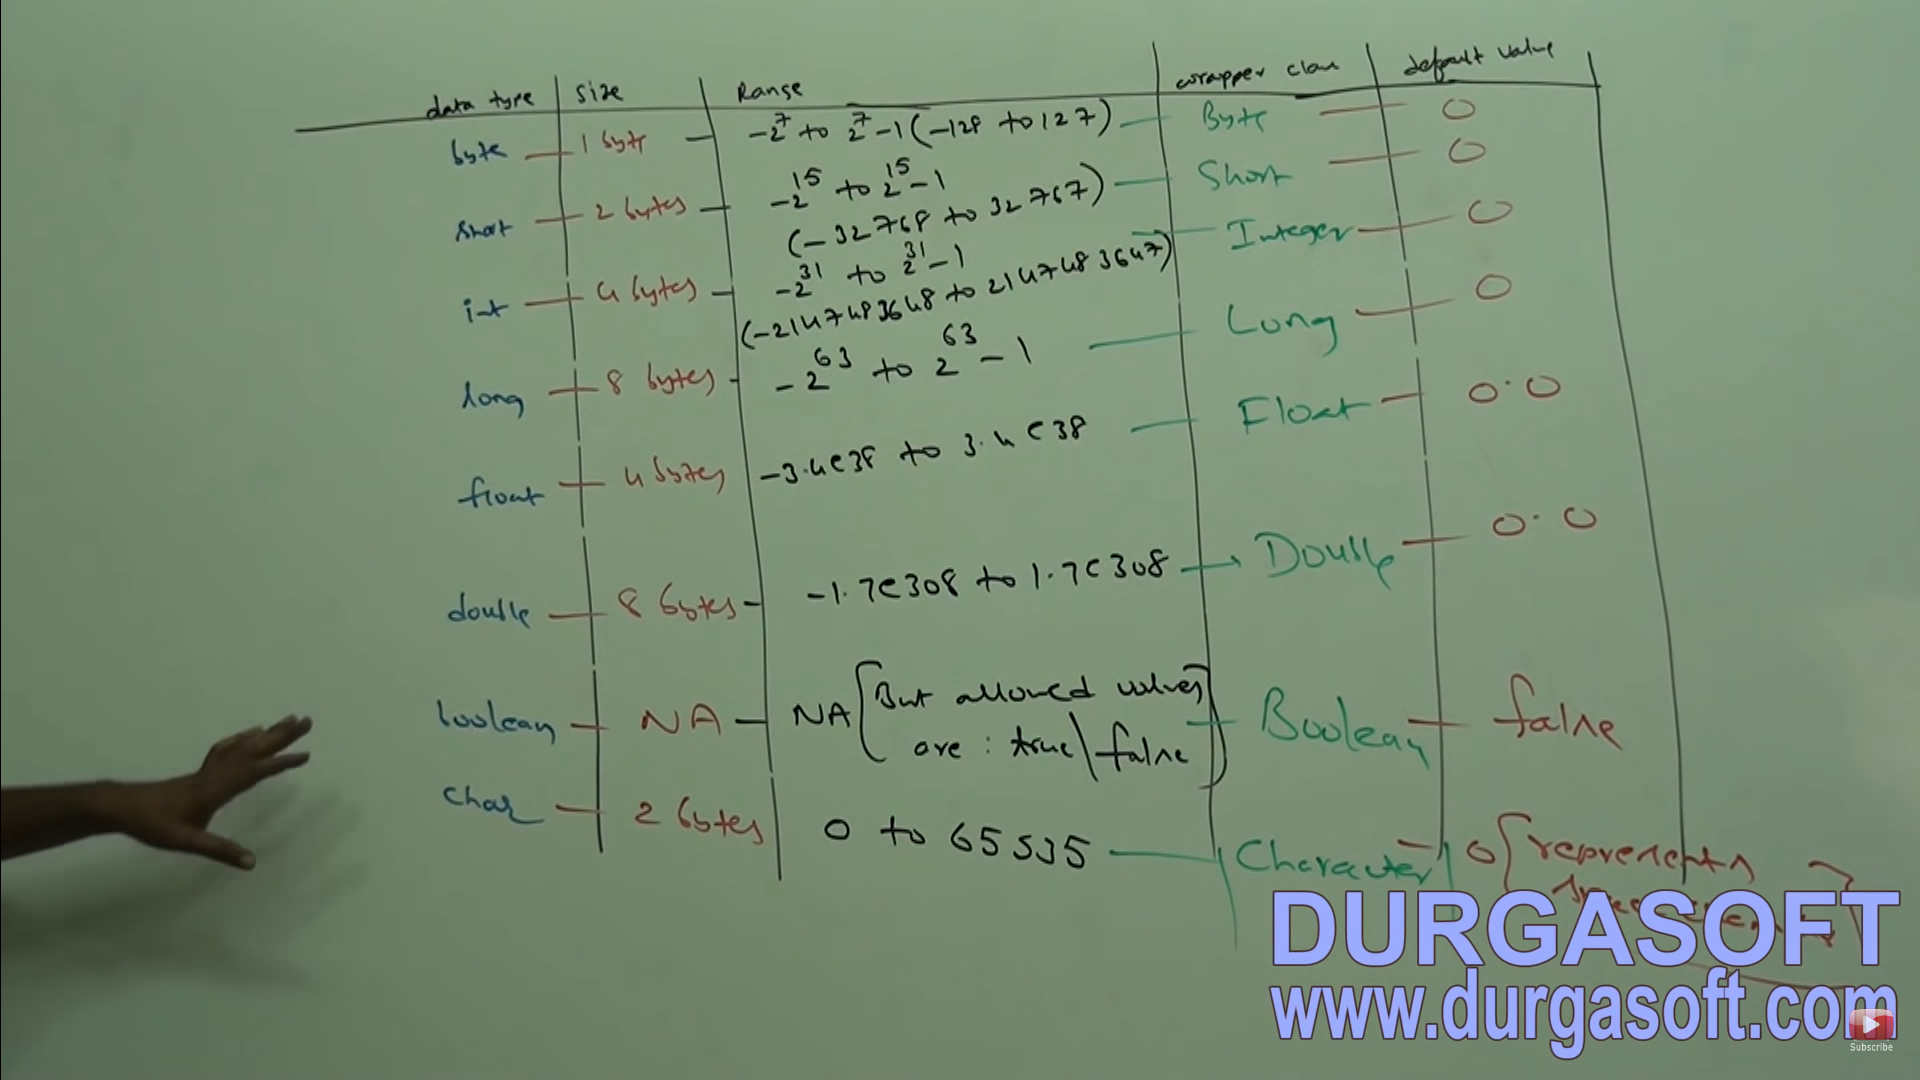 data type size Range wrapper class default value
byte 1 byte -2^7 to 2^7-1 (-128 to 127) Byte 0
short 2 bytes -2^15 to 2^15-1 Short 0
(-32768 to 32767)
int 4 bytes -2^31 to 2^31-1 Integer 0
(-2147483648 to 2147483647)
long 8 bytes -2^63 to 2^63-1 Long 0
float 4 bytes -3.4e38 to 3.4e38 Float 0.0
double 8 bytes -1.7e308 to 1.7e308 Double 0.0
boolean NA NA [But allowed values Boolean false
are : true\false]
char 2 bytes 0 to 65535 Character 0 [represents
DURGASOFT
www.durgasoft.com
Subscribe